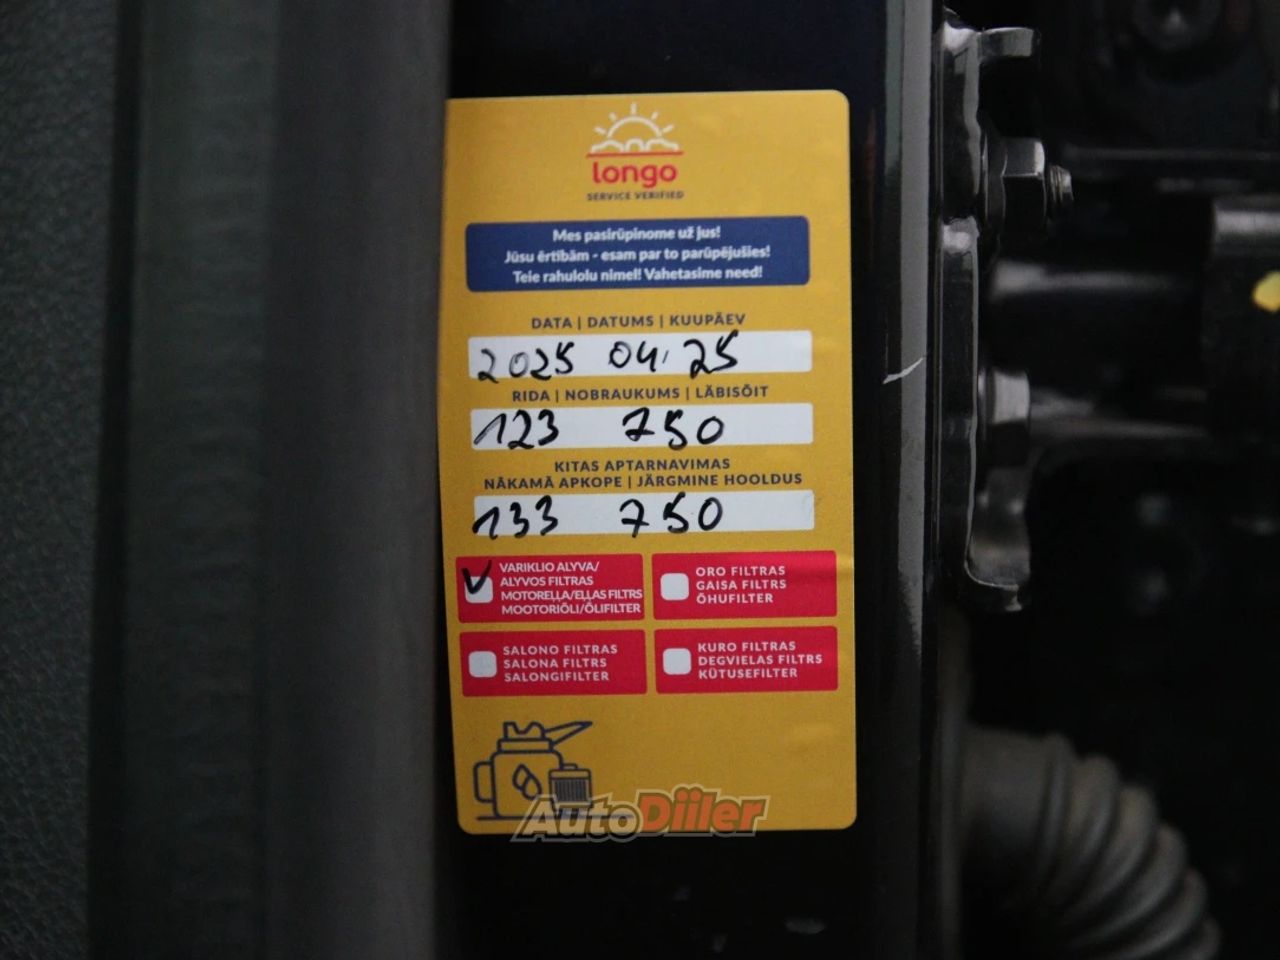 longo
SERVICE VERIFIED
Mes pasirūpinome už jus!
Jūsu ērtībām - esam par to parūpējušies!
Teie rahulolu nimel! Vahetasime need!
DATA | DATUMS | KUUPÄEV
2025 04. 25
RIDA | NOBRAUKUMS | LÄBISÕIT
123 750
KITAS APTARNAVIMAS
NĀKAMĀ APKOPE | JÄRGMINE HOOLDUS
133 750
VARIKLIO ALYVA/
ALYVOS FILTRAS
MOTOREĻĻA/EĻĻAS FILTRS
MOOTORIÕLI/ÕLIFILTER
ORO FILTRAS
GAISA FILTRS
ÕHUFILTER
SALONO FILTRAS
SALONA FILTRS
SALONGIFILTER
KURO FILTRAS
DEGVIELAS FILTRS
KÜTUSEFILTER
AutoDiiler